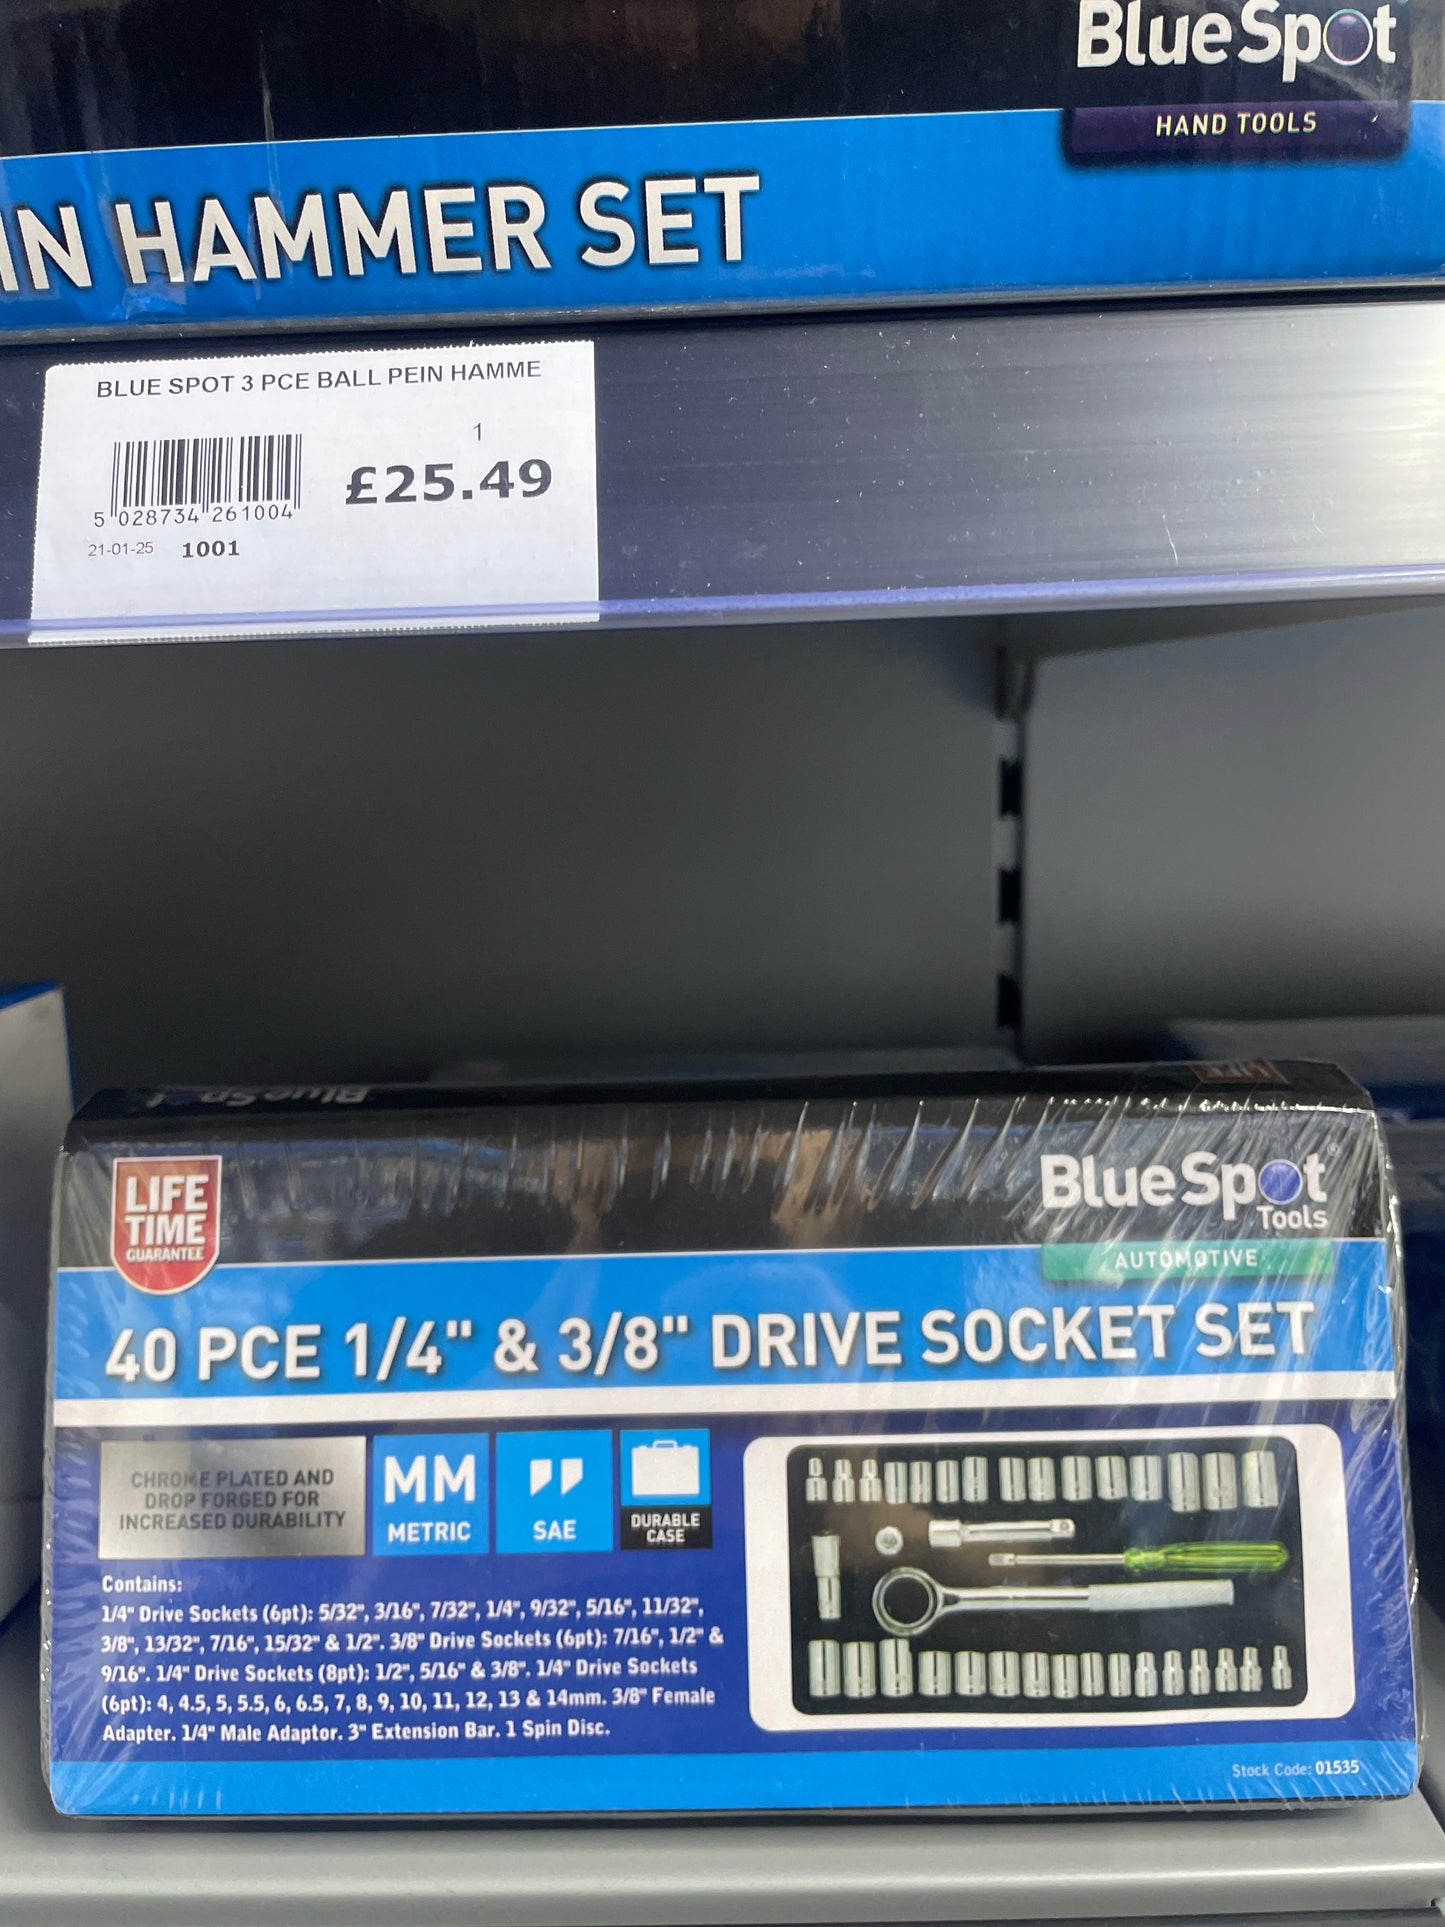 BlueSpot
HAND TOOLS
IN HAMMER SET
BLUE SPOT 3 PCE BALL PEIN HAMME
1
£25.49
5 028734 261004
21-01-25 1001
BlueSpot
LIFE
LIFE
TIME
GUARANTEE
BlueSpot®
Tools
AUTOMOTIVE
40 PCE 1/4" & 3/8" DRIVE SOCKET SET
CHROME PLATED AND
DROP FORGED FOR
INCREASED DURABILITY
MM
METRIC
"
SAE
DURABLE
CASE
Contains:
1/4" Drive Sockets (6pt): 5/32", 3/16", 7/32", 1/4", 9/32", 5/16", 11/32",
3/8", 13/32", 7/16", 15/32" & 1/2". 3/8" Drive Sockets (6pt): 7/16", 1/2" &
9/16". 1/4" Drive Sockets (8pt): 1/2", 5/16" & 3/8". 1/4" Drive Sockets
(6pt): 4, 4.5, 5, 5.5, 6, 6.5, 7, 8, 9, 10, 11, 12, 13 & 14mm. 3/8" Female
Adapter. 1/4" Male Adaptor. 3" Extension Bar. 1 Spin Disc.
Stock Code: 01535